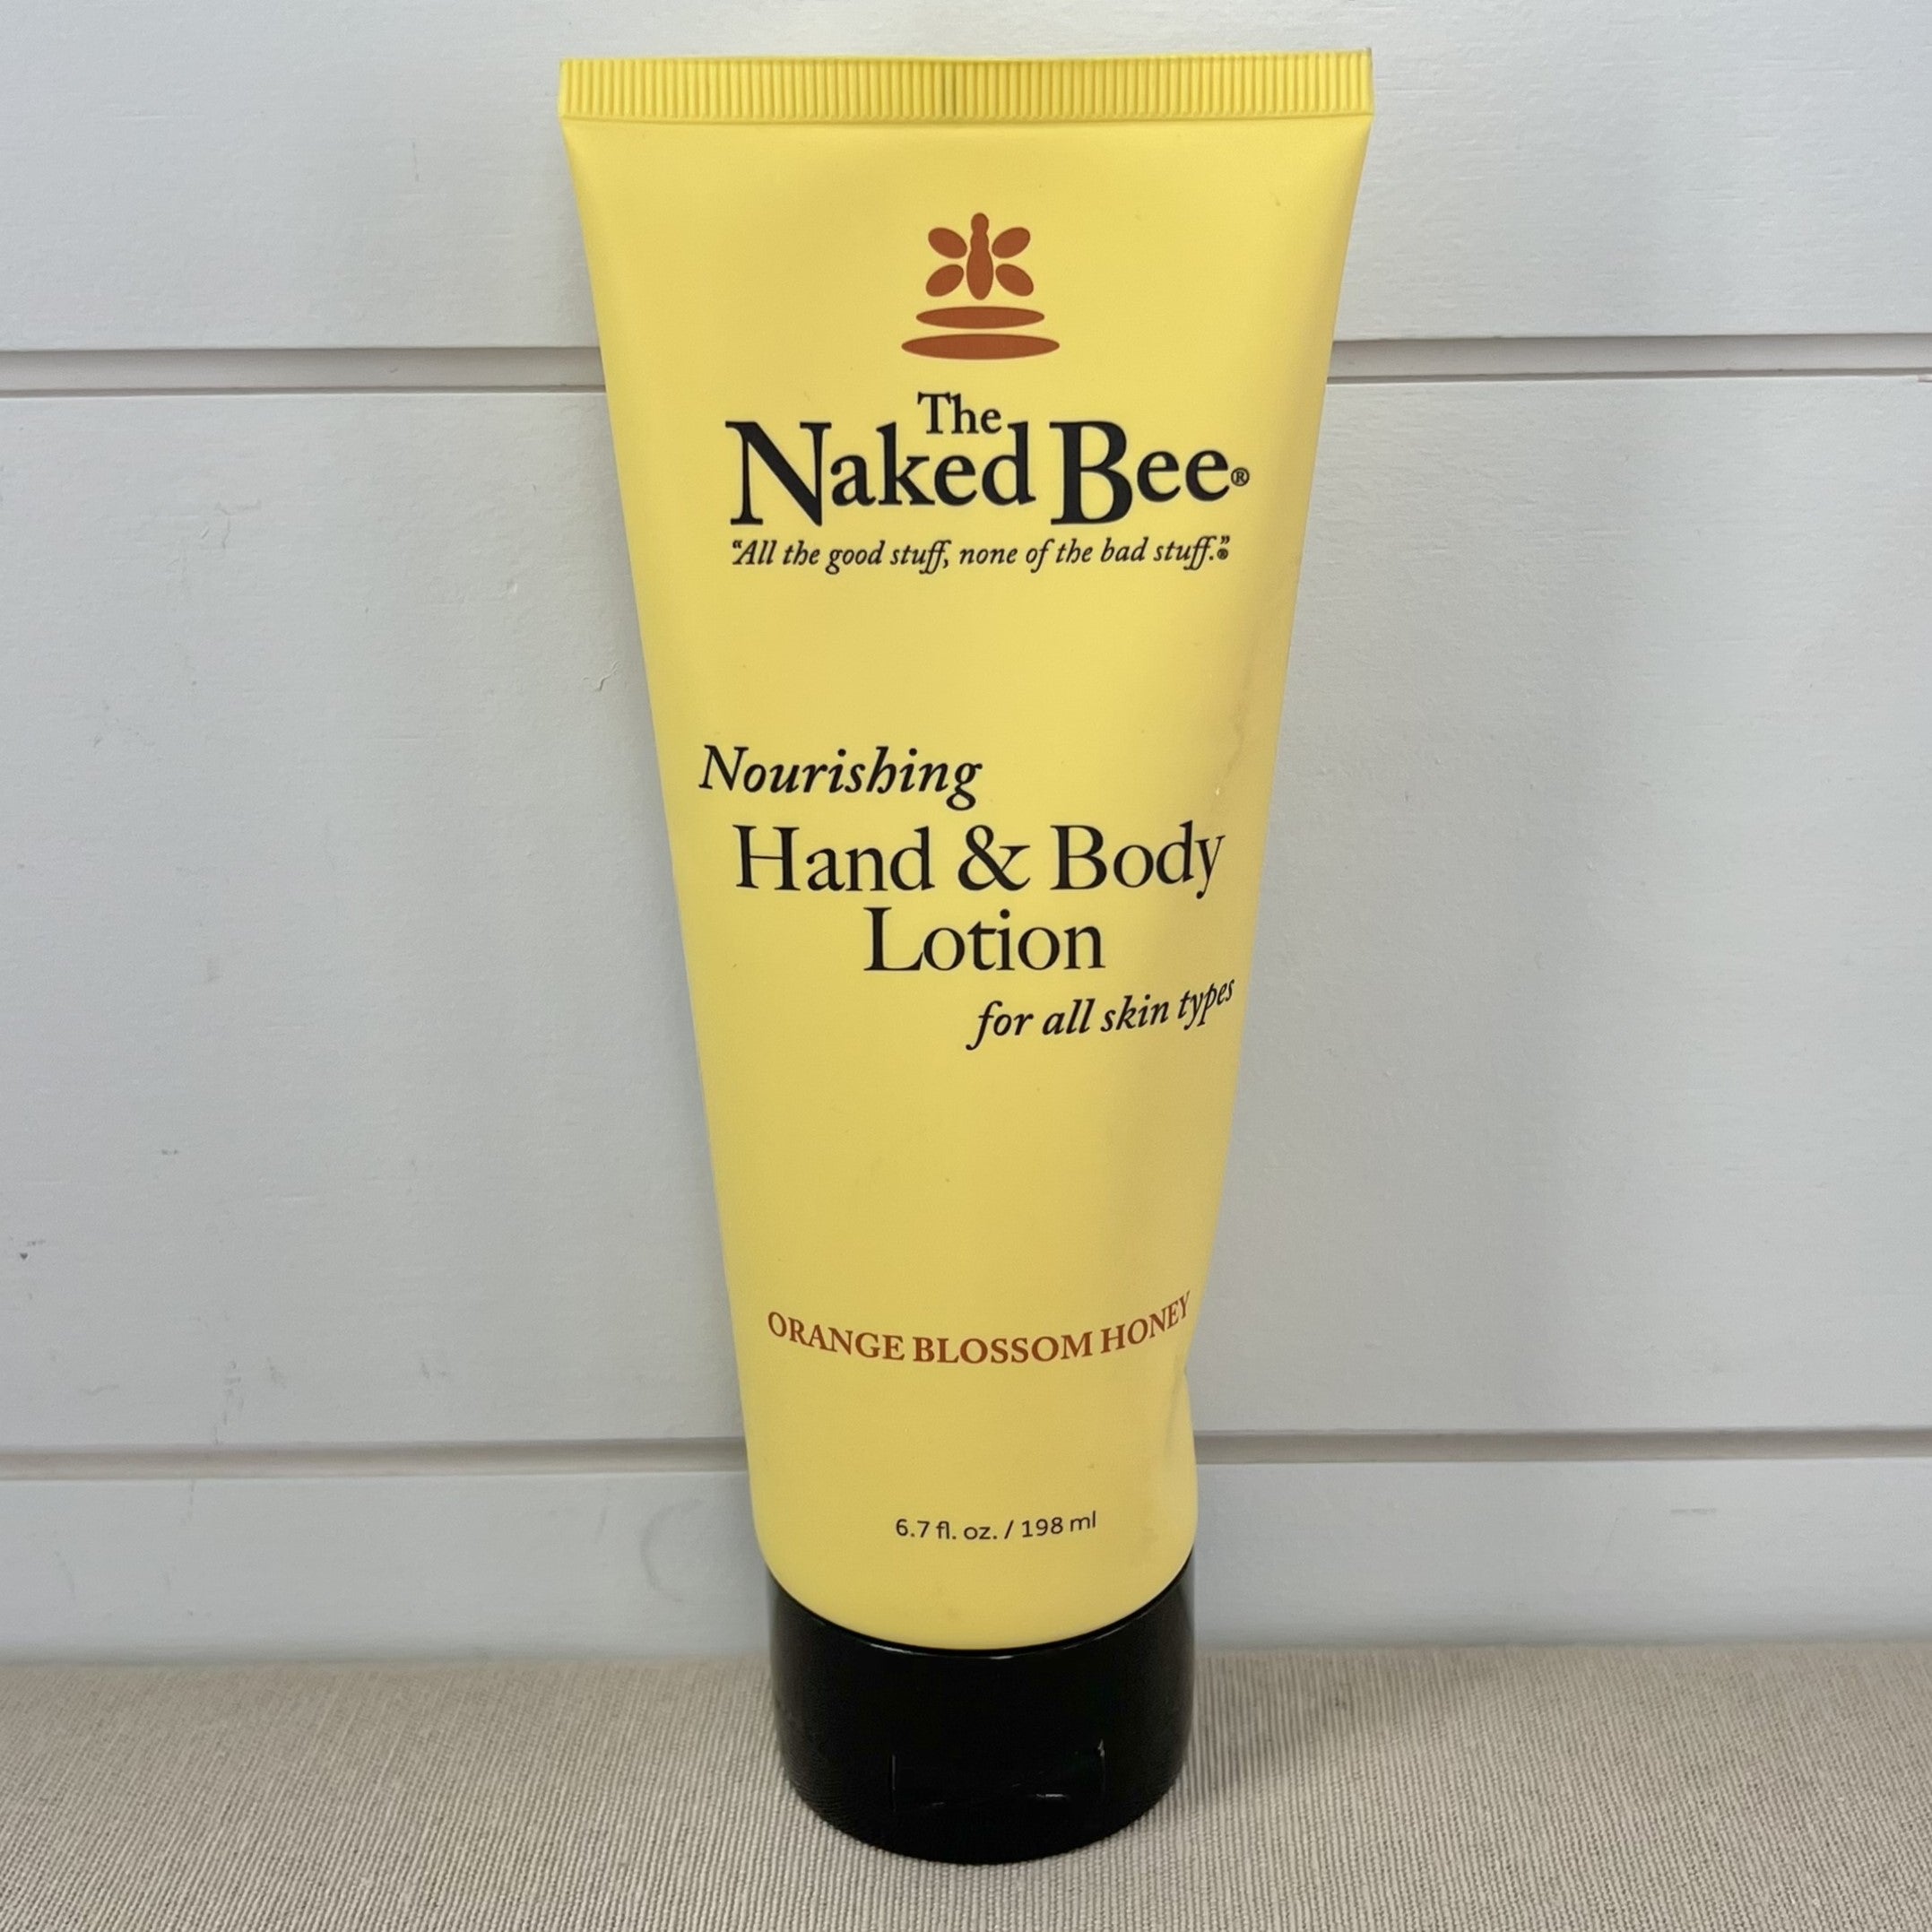 The
Naked Bee®
“All the good stuff, none of the bad stuff.”®
Nourishing
Hand & Body
Lotion
for all skin types
ORANGE BLOSSOM HONEY
6.7 fl. oz. / 198 ml